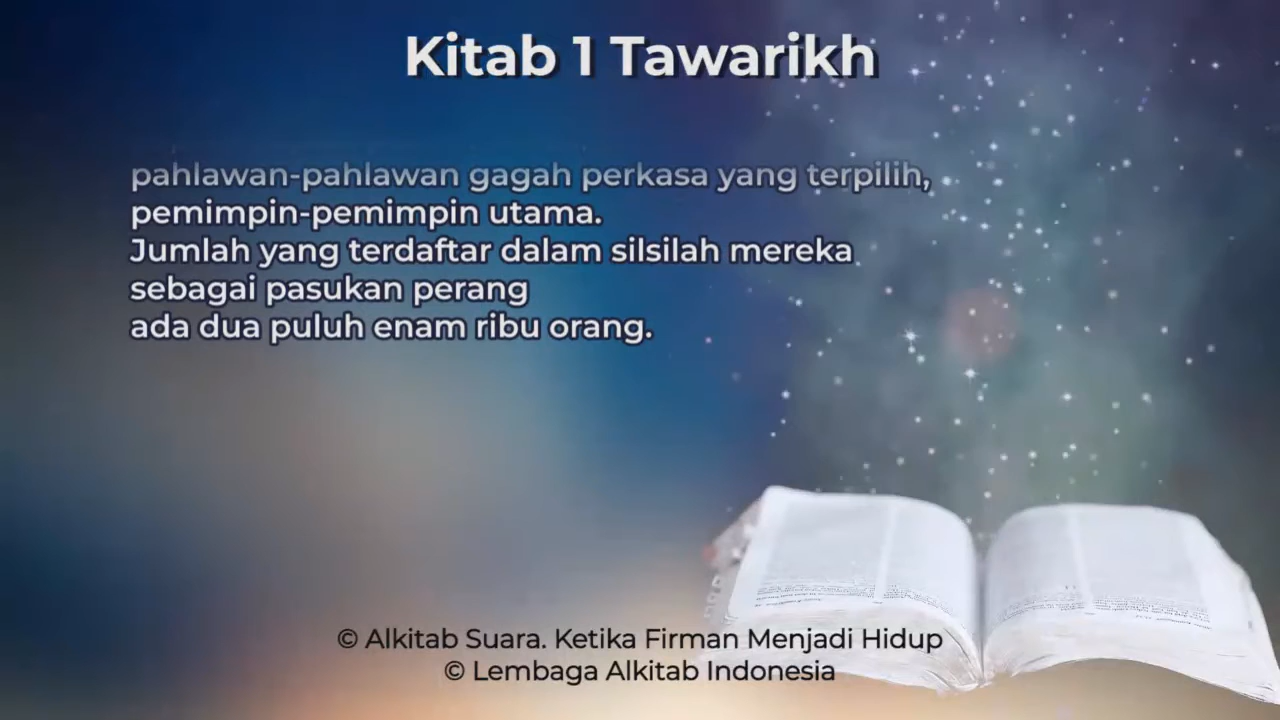 Kitab 1 Tawarikh
pahlawan-pahlawan gagah perkasa yang terpilih,
pemimpin-pemimpin utama.
Jumlah yang terdaftar dalam silsilah mereka
sebagai pasukan perang
ada dua puluh enam ribu orang.
© Alkitab Suara. Ketika Firman Menjadi Hidup
© Lembaga Alkitab Indonesia